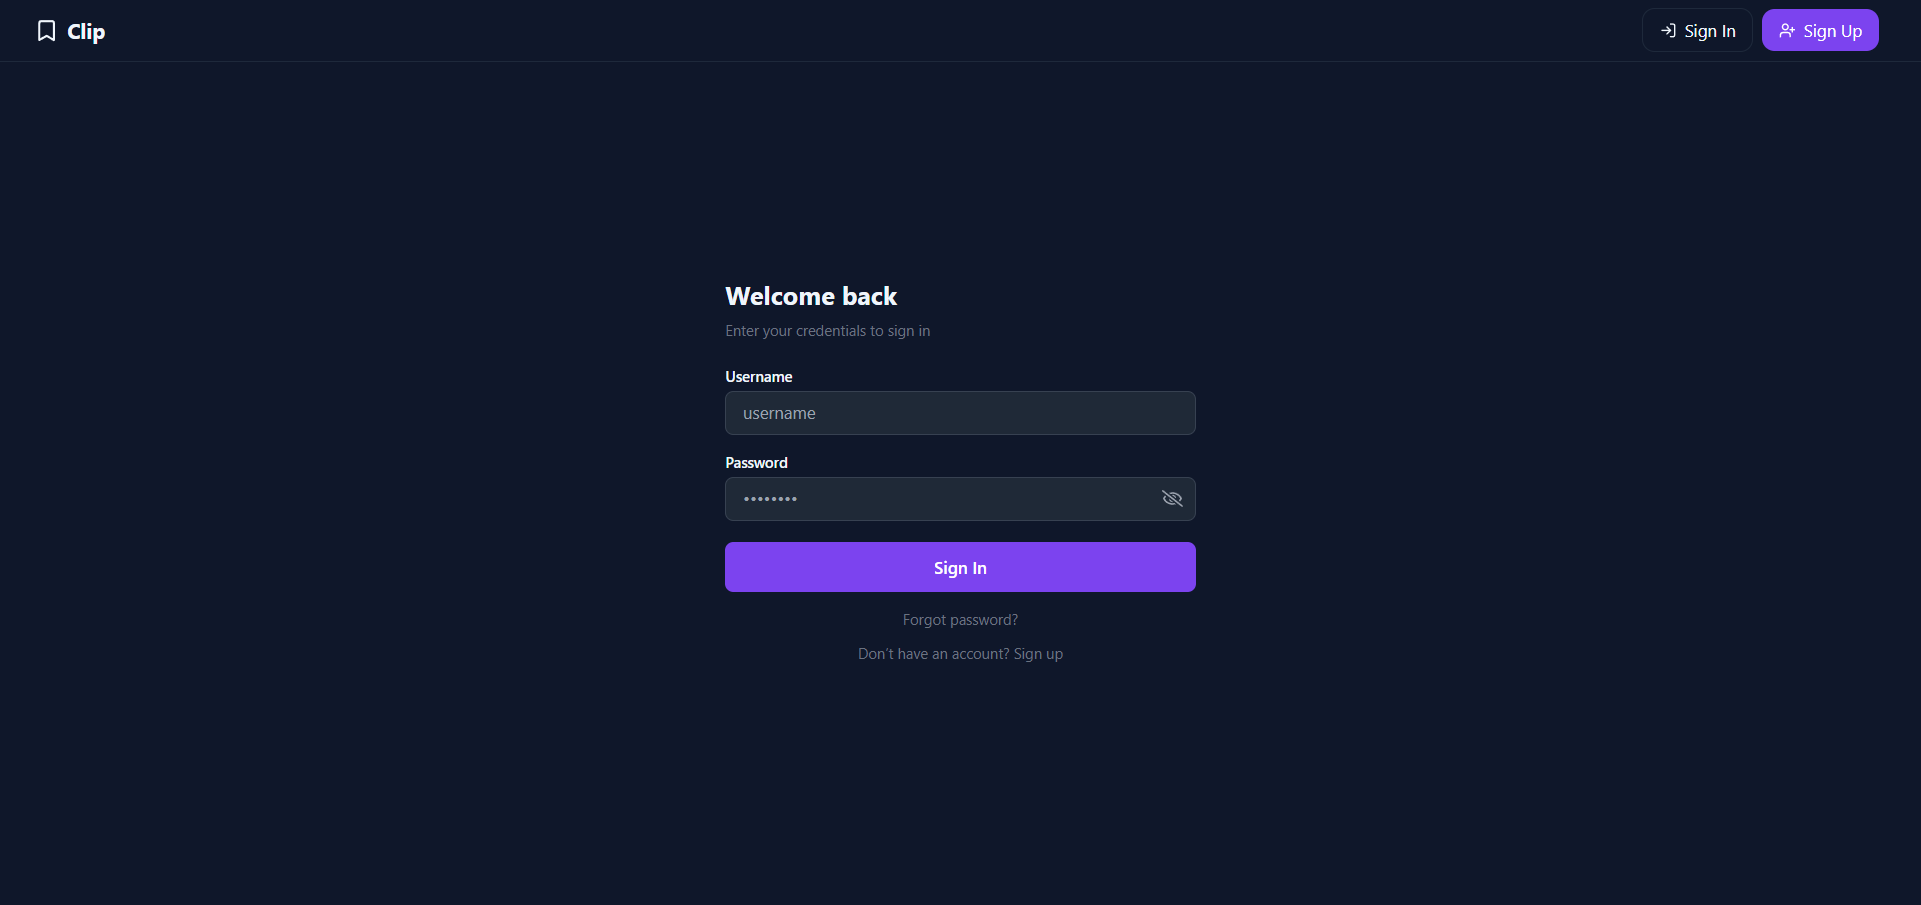 Clip
Sign In
Sign Up
Welcome back
Enter your credentials to sign in
Username
username
Password
••••••••
Sign In
Forgot password?
Don't have an account? Sign up